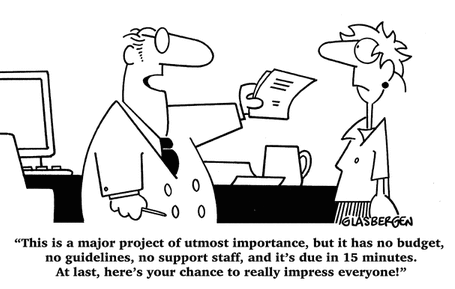 GLASBERGEN
“This is a major project of utmost importance, but it has no budget,
no guidelines, no support staff, and it’s due in 15 minutes.
At last, here’s your chance to really impress everyone!”